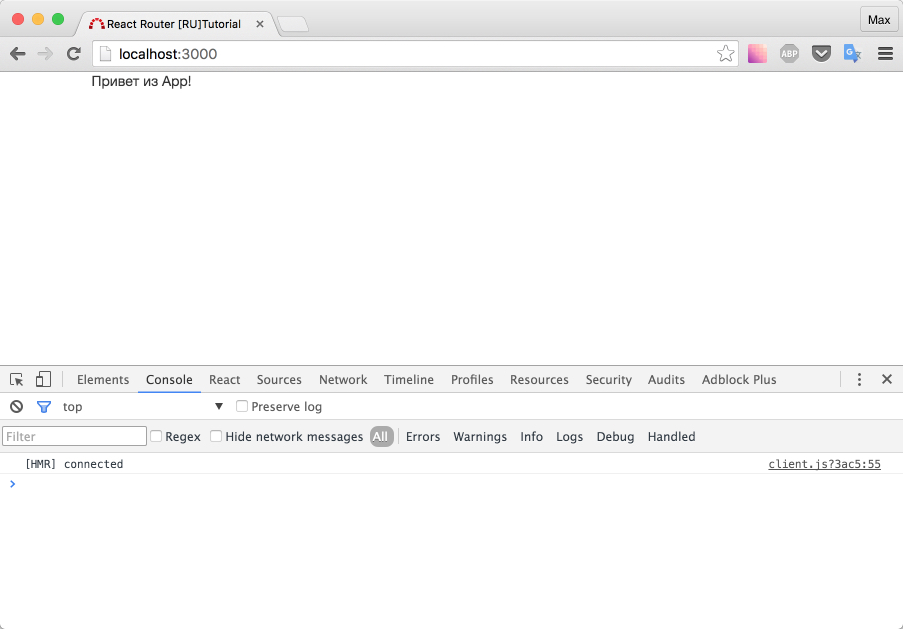 React Router [RU]Tutorial
Max
localhost:3000
ABP
Привет из App!
Elements Console React Sources Network Timeline Profiles Resources Security Audits Adblock Plus
top Preserve log
Filter Regex Hide network messages All Errors Warnings Info Logs Debug Handled
[HMR] connected client.js?3ac5:55